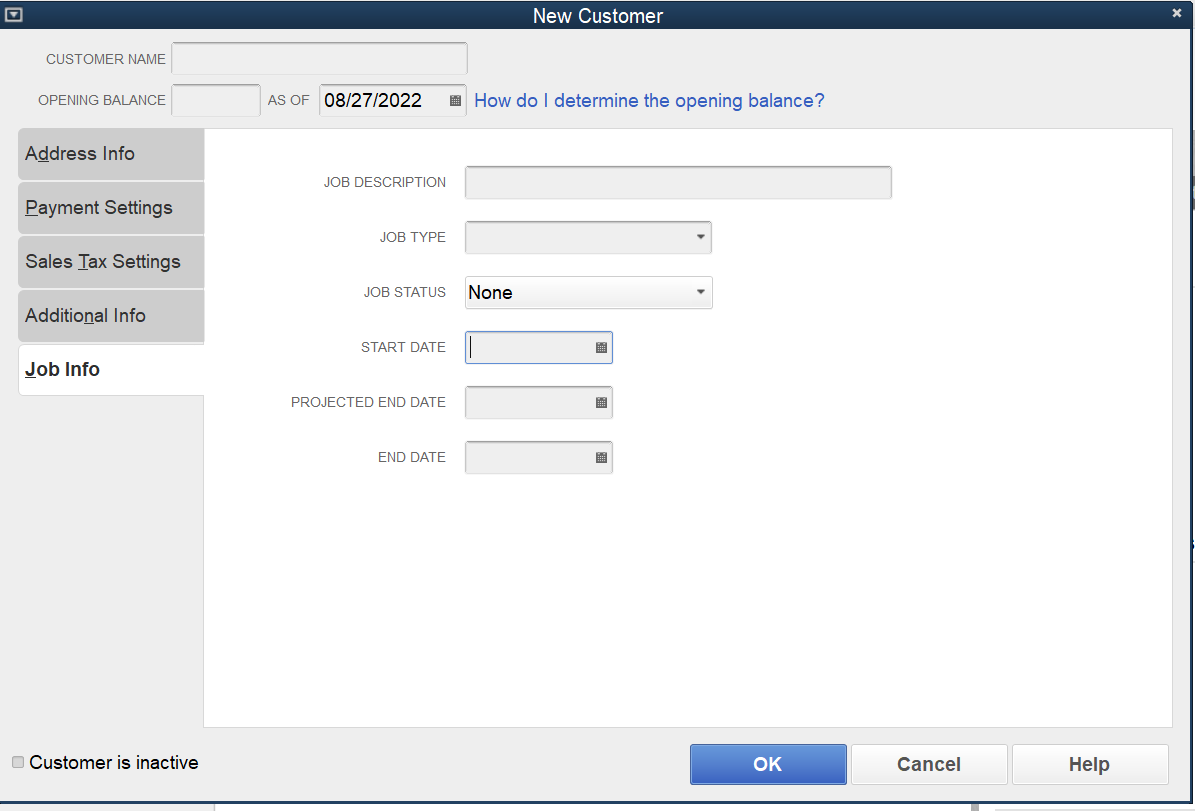 New Customer
CUSTOMER NAME
OPENING BALANCE AS OF 08/27/2022 How do I determine the opening balance?
Address Info
Payment Settings
Sales Tax Settings
Additional Info
Job Info
JOB DESCRIPTION
JOB TYPE
JOB STATUS None
START DATE
PROJECTED END DATE
END DATE
Customer is inactive
OK Cancel Help